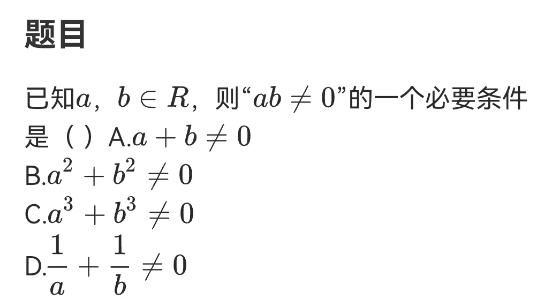 题目
已知a，b ∈ R，则“ab ≠ 0”的一个必要条件
是（ ）A.a + b ≠ 0
B.a² + b² ≠ 0
C.a³ + b³ ≠ 0
D.1/a + 1/b ≠ 0